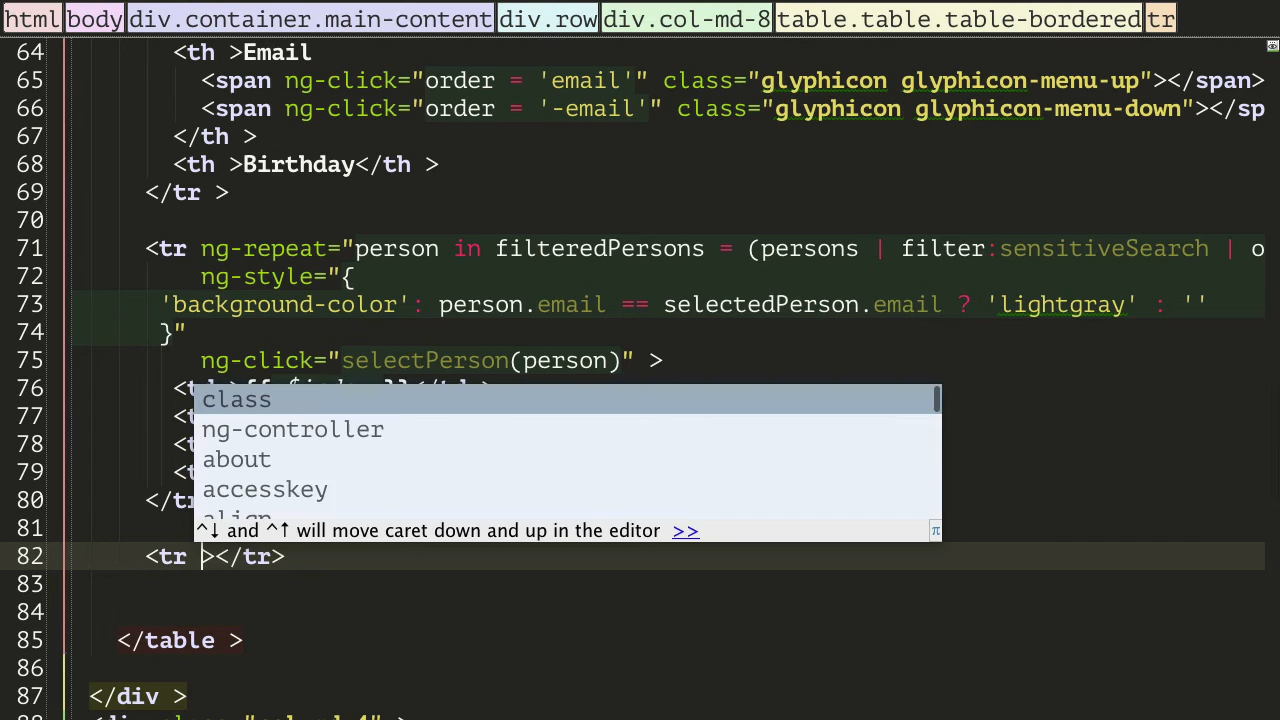 html body div.container.main-content div.row div.col-md-8 table.table.table-bordered tr
64 <th >Email
65 <span ng-click="order = 'email'" class="glyphicon glyphicon-menu-up"></span>
66 <span ng-click="order = '-email'" class="glyphicon glyphicon-menu-down"></sp
67 </th >
68 <th >Birthday</th >
69 </tr >
70
71 <tr ng-repeat="person in filteredPersons = (persons | filter:sensitiveSearch | o
72 ng-style="{
73 'background-color': person.email == selectedPerson.email ? 'lightgray' : ''
74 }"
75 ng-click="selectPerson(person)" >
76 <t
77 <t
78 <t
79 <t
80 </tr
class
ng-controller
about
accesskey
align
^↓ and ^↑ will move caret down and up in the editor >> π
81
82 <tr ></tr>
83
84
85 </table >
86
87 </div >